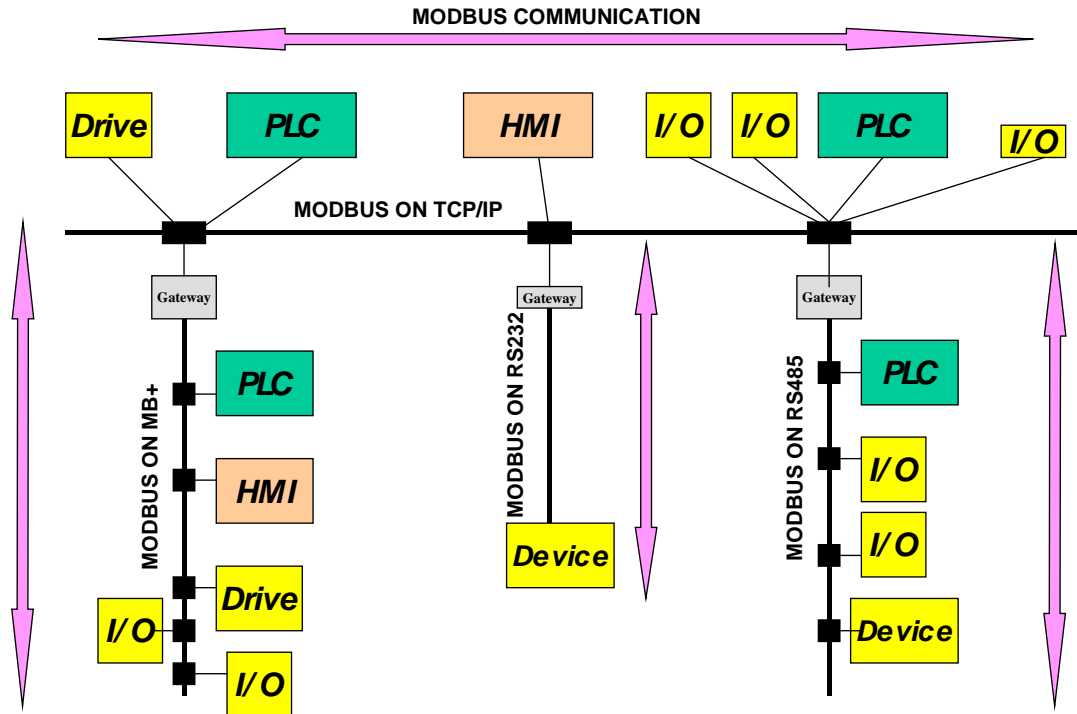 MODBUS COMMUNICATION
Drive
PLC
HMI
I/O
I/O
PLC
I/O
MODBUS ON TCP/IP
Gateway
Gateway
Gateway
MODBUS ON MB+
PLC
HMI
Drive
I/O
I/O
MODBUS ON RS232
Device
MODBUS ON RS485
PLC
I/O
I/O
Device